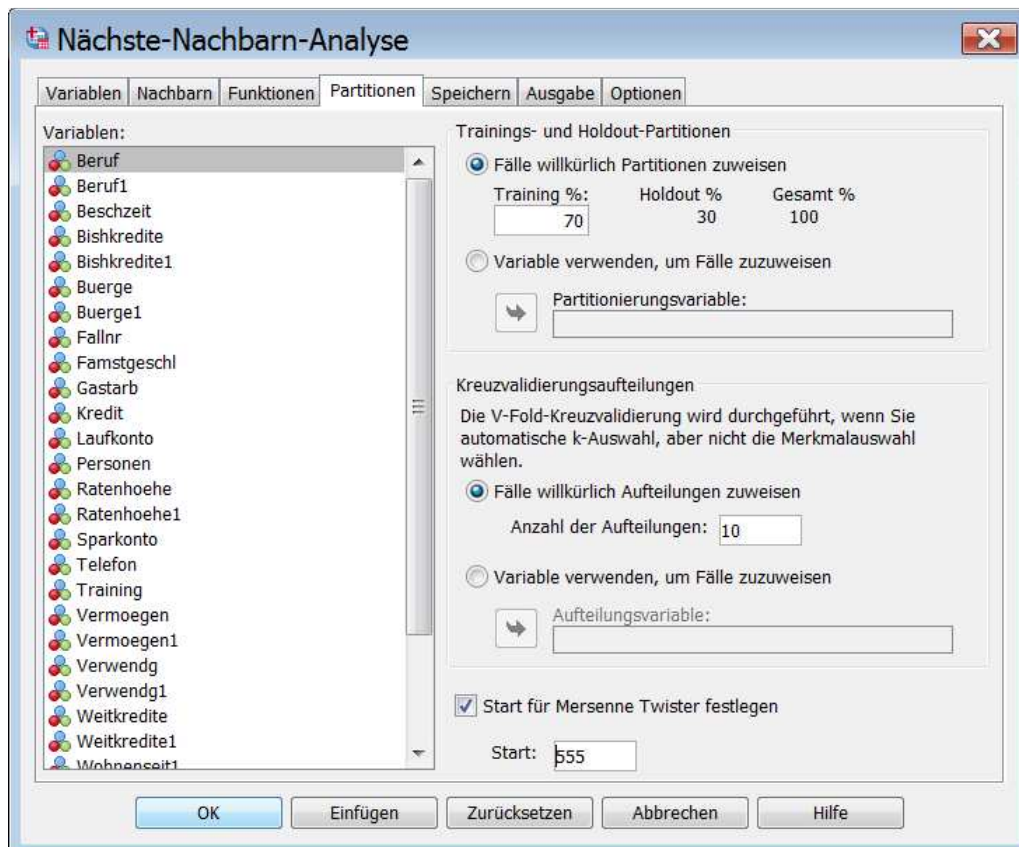 Nächste-Nachbarn-Analyse
Variablen Nachbarn Funktionen Partitionen Speichern Ausgabe Optionen
Variablen:
Beruf
Beruf1
Beschzeit
Bishkredite
Bishkredite1
Buerge
Buerge1
Fallnr
Famstgeschl
Gastarb
Kredit
Laufkonto
Personen
Ratenhoehe
Ratenhoehe1
Sparkonto
Telefon
Training
Vermoegen
Vermoegen1
Verwendg
Verwendg1
Weitkredite
Weitkredite1
Wohnenseit1
Trainings- und Holdout-Partitionen
Fälle willkürlich Partitionen zuweisen
Training %: Holdout % Gesamt %
70 30 100
Variable verwenden, um Fälle zuzuweisen
Partitionierungsvariable:
Kreuzvalidierungsaufteilungen
Die V-Fold-Kreuzvalidierung wird durchgeführt, wenn Sie
automatische k-Auswahl, aber nicht die Merkmalauswahl
wählen.
Fälle willkürlich Aufteilungen zuweisen
Anzahl der Aufteilungen: 10
Variable verwenden, um Fälle zuzuweisen
Aufteilungsvariable:
Start für Mersenne Twister festlegen
Start: 555
OK Einfügen Zurücksetzen Abbrechen Hilfe